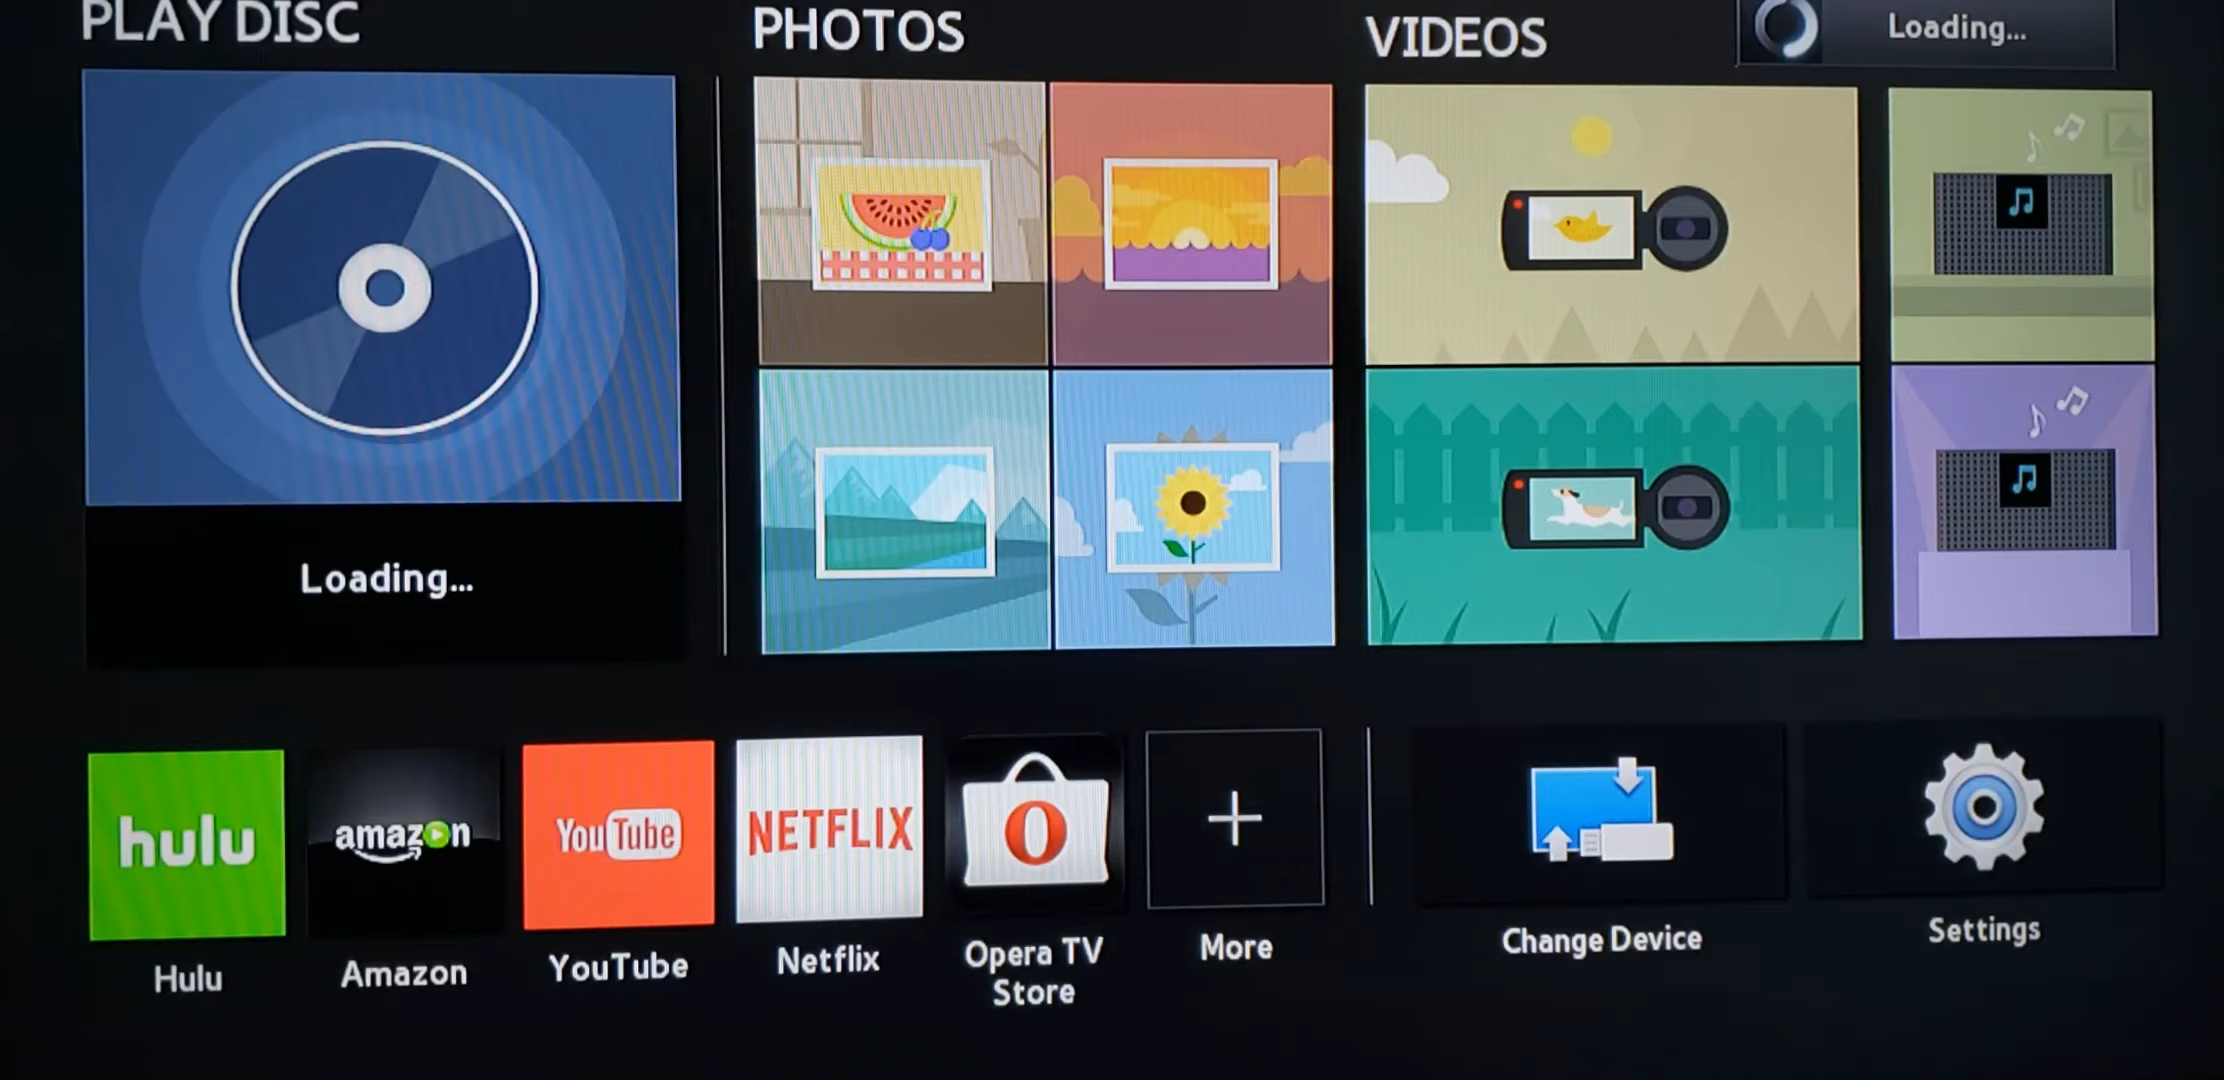 PLAY DISC
PHOTOS
VIDEOS
Loading...
Loading...
hulu
amazon
YouTube
NETFLIX
O
Hulu
Amazon
YouTube
Netflix
Opera TV
Store
More
Change Device
Settings